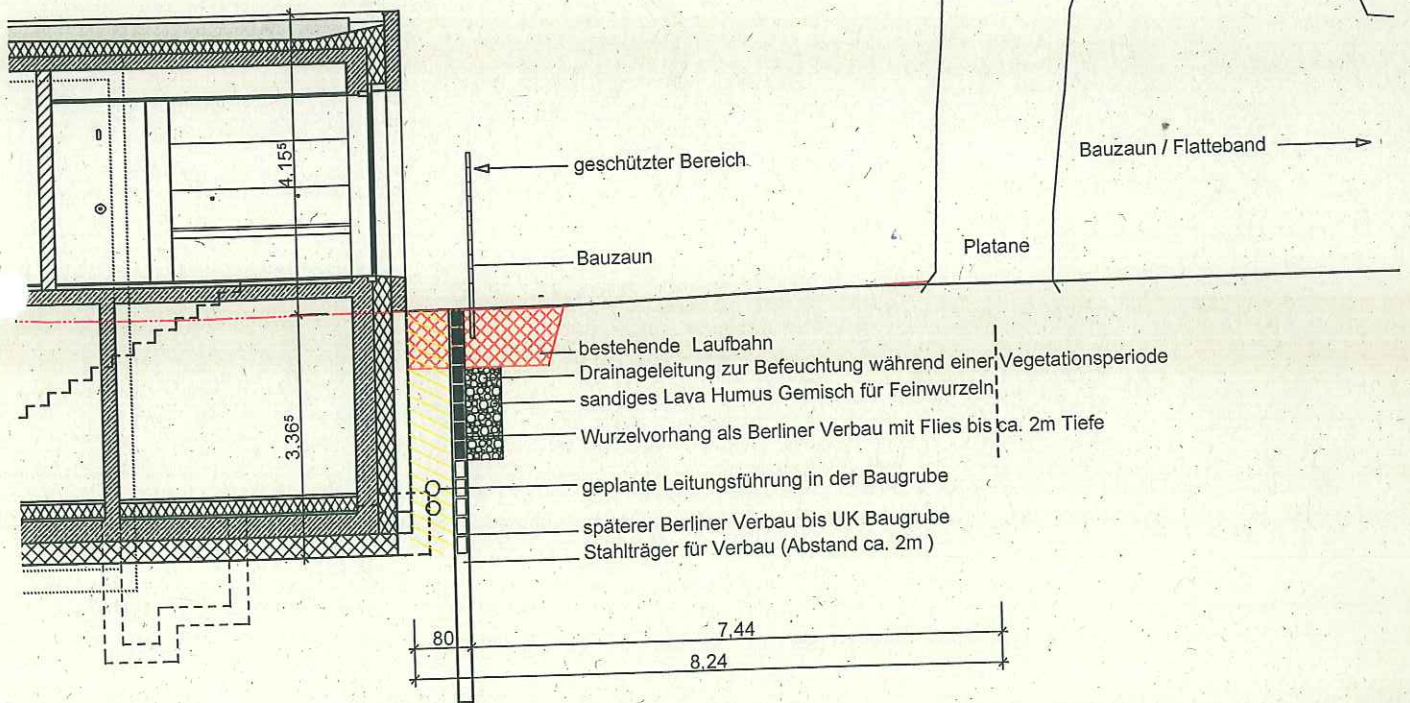 4,15⁵
geschützter Bereich
Bauzaun / Flatteband
Bauzaun
Platane
bestehende Laufbahn
Drainageleitung zur Befeuchtung während einer Vegetationsperiode
sandiges Lava Humus Gemisch für Feinwurzeln
3.36⁵
Wurzelvorhang als Berliner Verbau mit Flies bis ca. 2m Tiefe
geplante Leitungsführung in der Baugrube
späterer Berliner Verbau bis UK Baugrube
Stahlträger für Verbau (Abstand ca. 2m )
80
7,44
8,24